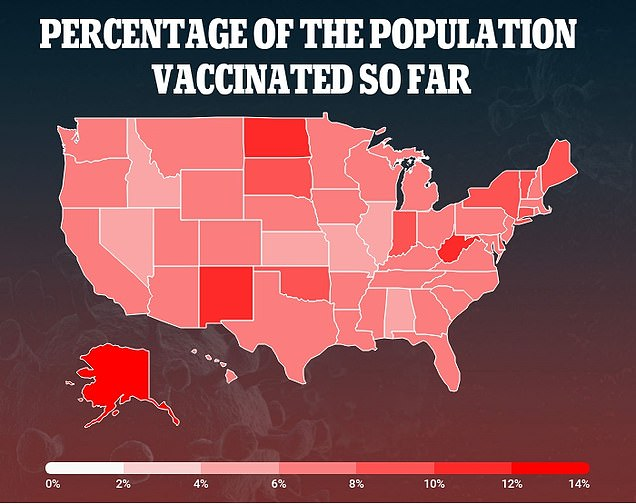 PERCENTAGE OF THE POPULATION
VACCINATED SO FAR
0% 2% 4% 6% 8% 10% 12% 14%